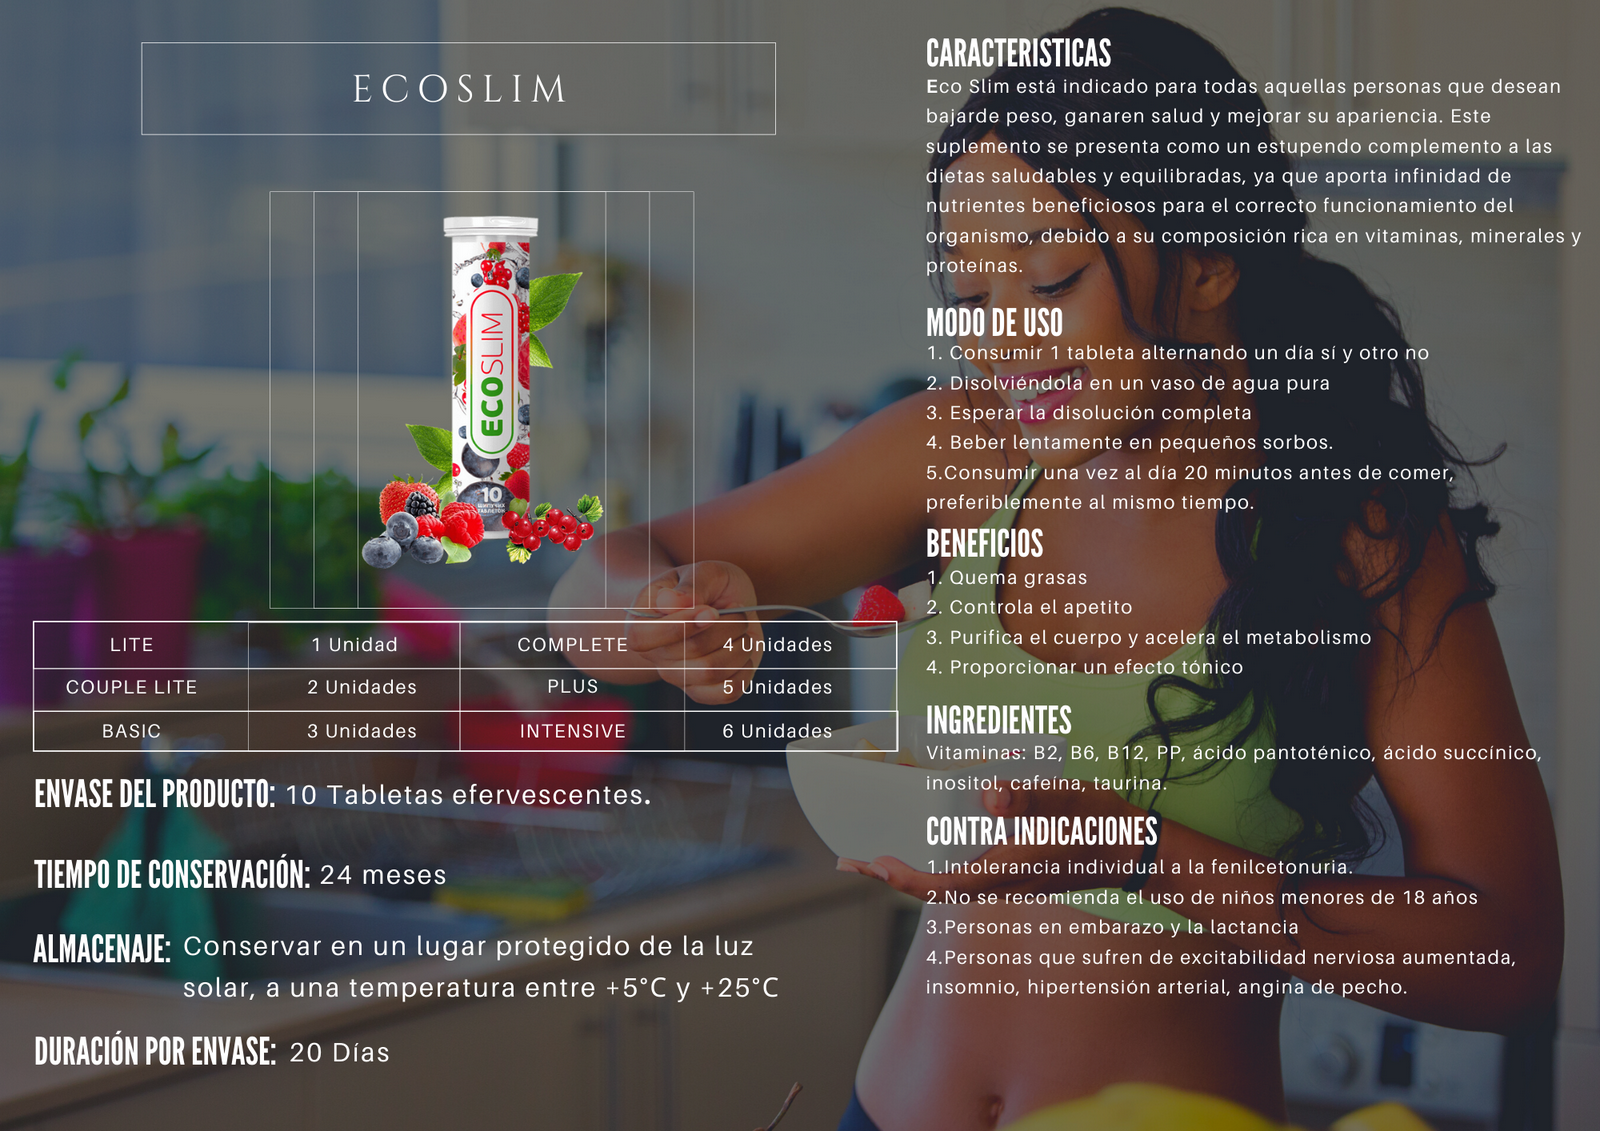 ECOSLIM
ECOSLIM
10
ШИПУЧИХ
ТАБЛЕТОК
LITE 1 Unidad COMPLETE 4 Unidades
COUPLE LITE 2 Unidades PLUS 5 Unidades
BASIC 3 Unidades INTENSIVE 6 Unidades
ENVASE DEL PRODUCTO: 10 Tabletas efervescentes.
TIEMPO DE CONSERVACIÓN: 24 meses
ALMACENAJE: Conservar en un lugar protegido de la luz
solar, a una temperatura entre +5°C y +25°C
DURACIÓN POR ENVASE: 20 Días
CARACTERISTICAS
Eco Slim está indicado para todas aquellas personas que desean
bajarde peso, ganaren salud y mejorar su apariencia. Este
suplemento se presenta como un estupendo complemento a las
dietas saludables y equilibradas, ya que aporta infinidad de
nutrientes beneficiosos para el correcto funcionamiento del
organismo, debido a su composición rica en vitaminas, minerales y
proteínas.
MODO DE USO
1. Consumir 1 tableta alternando un día sí y otro no
2. Disolviéndola en un vaso de agua pura
3. Esperar la disolución completa
4. Beber lentamente en pequeños sorbos.
5.Consumir una vez al día 20 minutos antes de comer,
preferiblemente al mismo tiempo.
BENEFICIOS
1. Quema grasas
2. Controla el apetito
3. Purifica el cuerpo y acelera el metabolismo
4. Proporcionar un efecto tónico
INGREDIENTES
Vitaminas: B2, B6, B12, PP, ácido pantoténico, ácido succínico,
inositol, cafeína, taurina.
CONTRA INDICACIONES
1.Intolerancia individual a la fenilcetonuria.
2.No se recomienda el uso de niños menores de 18 años
3.Personas en embarazo y la lactancia
4.Personas que sufren de excitabilidad nerviosa aumentada,
insomnio, hipertensión arterial, angina de pecho.